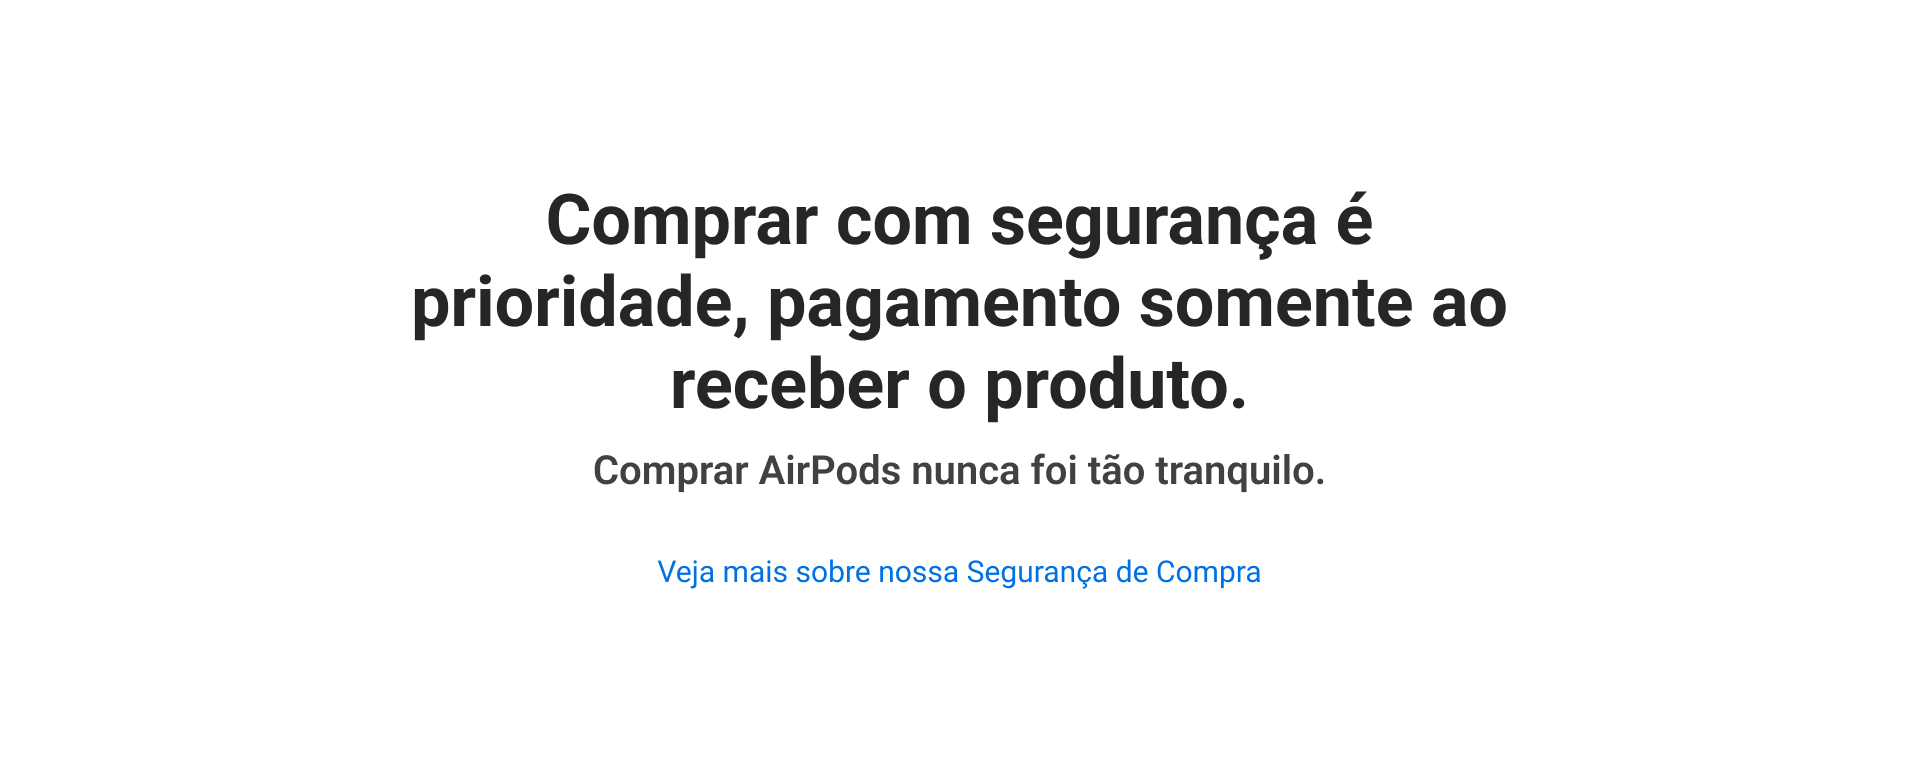 Comprar com segurança é
prioridade, pagamento somente ao
receber o produto.
Comprar AirPods nunca foi tão tranquilo.
Veja mais sobre nossa Segurança de Compra